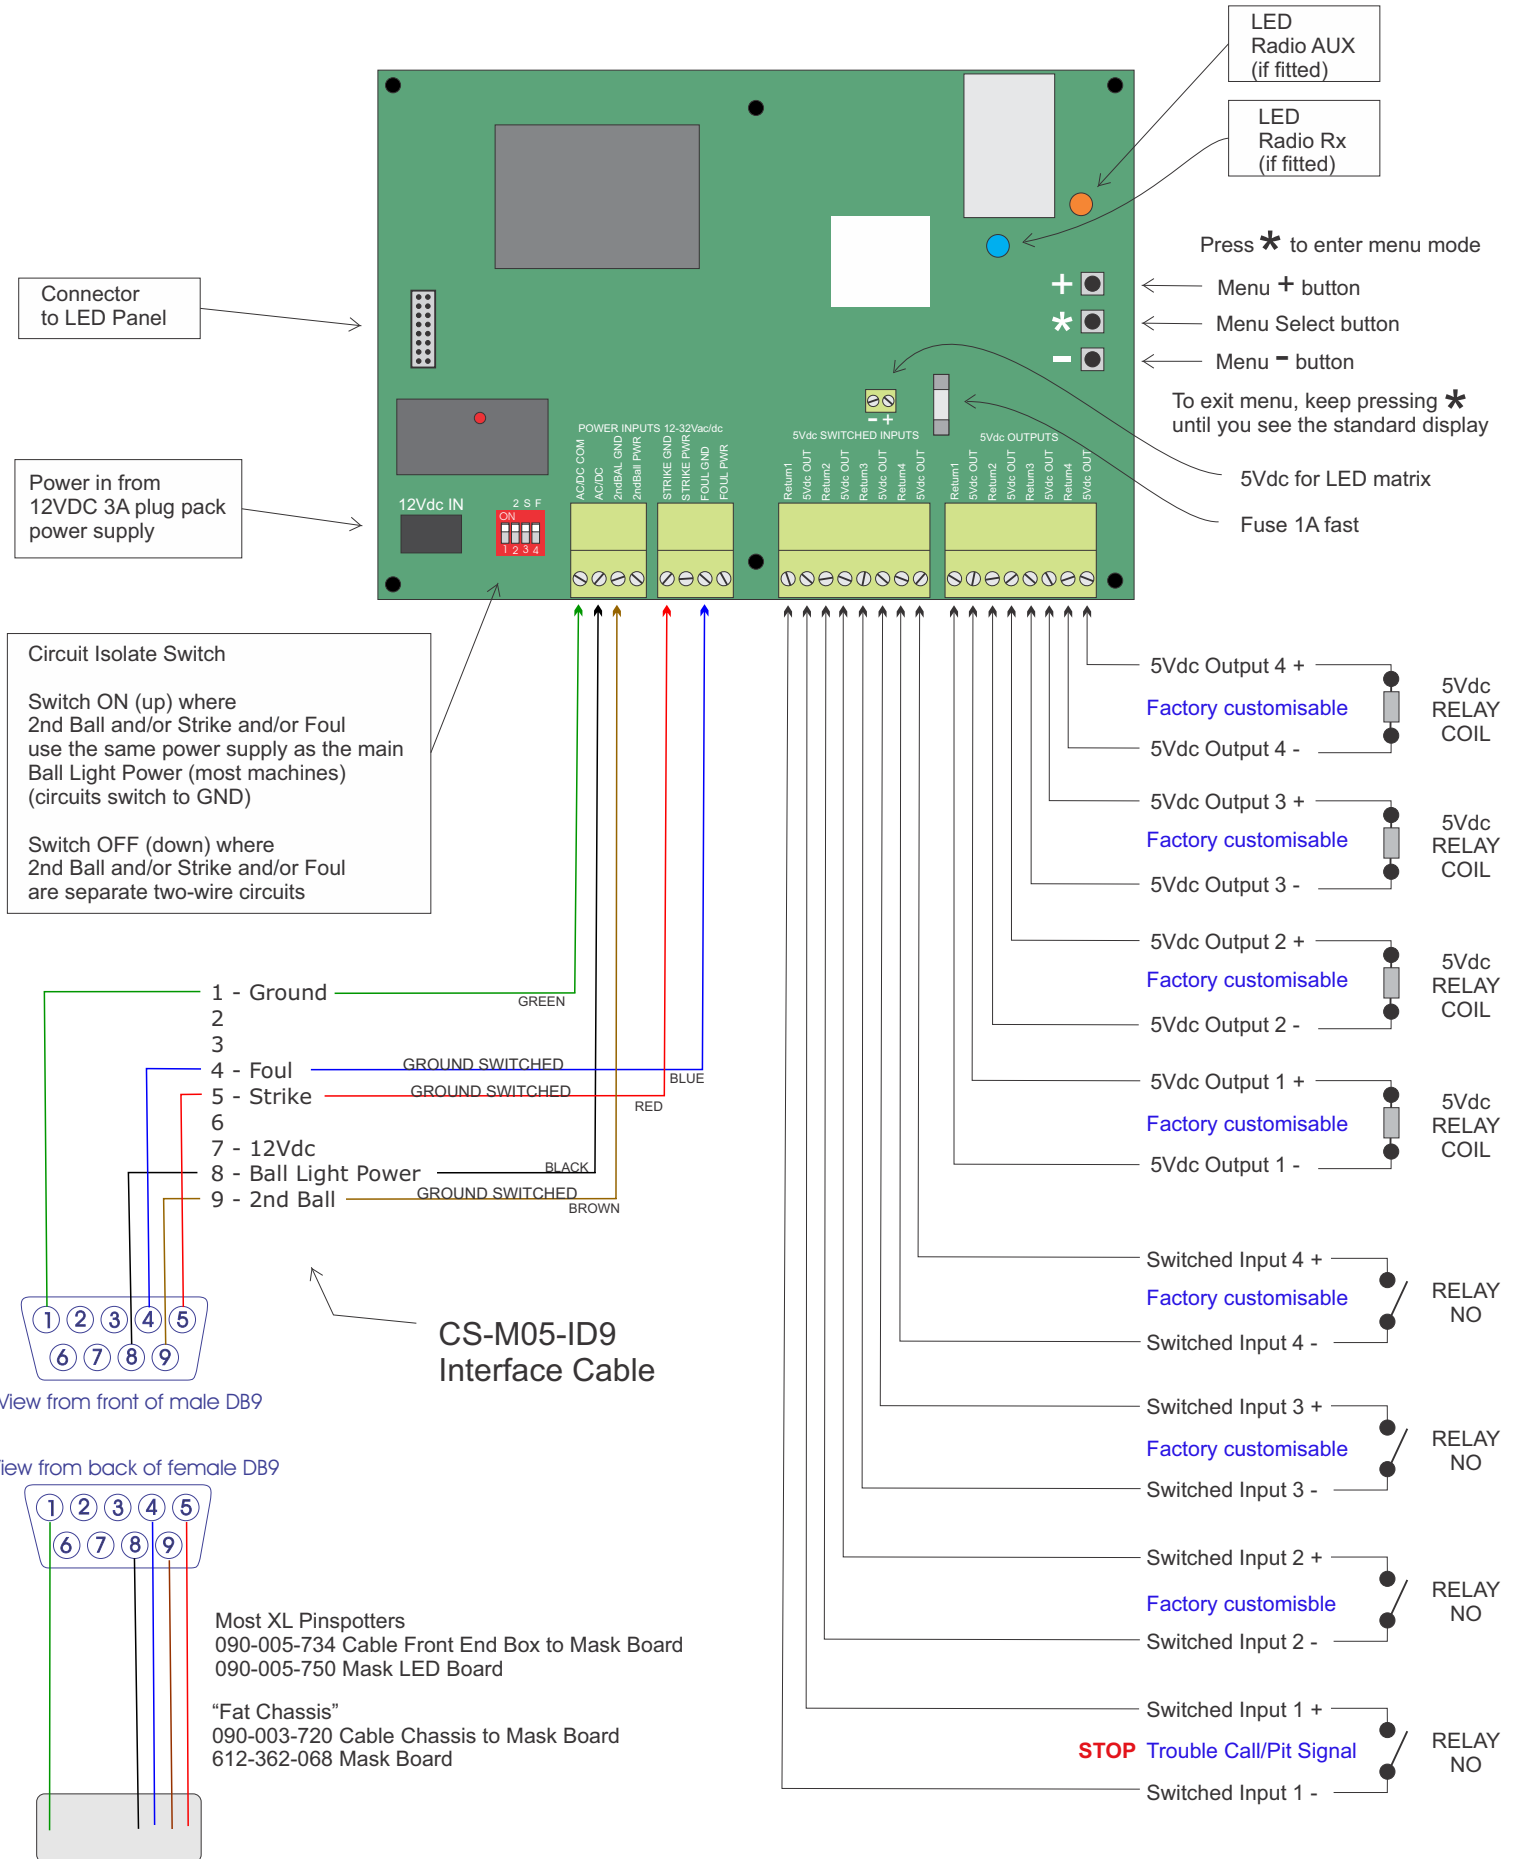 LED
Radio AUX
(if fitted)
LED
Radio Rx
(if fitted)
Press * to enter menu mode
+
Menu + button
*
Menu Select button
-
Menu - button
To exit menu, keep pressing *
until you see the standard display
Connector
to LED Panel
- +
5Vdc for LED matrix
Fuse 1A fast
Power in from
12VDC 3A plug pack
power supply
12Vdc IN
2 S F
ON
1 2 3 4
POWER INPUTS 12-32Vac/dc
AC/DC COM
AC/DC
2ndBAL GND
2ndBall PWR
STRIKE GND
STRIKE PWR
FOUL GND
FOUL PWR
5Vdc SWITCHED INPUTS
Return1
5Vdc OUT
Return2
5Vdc OUT
Return3
5Vdc OUT
Return4
5Vdc OUT
5Vdc OUTPUTS
Return1
5Vdc OUT
Return2
5Vdc OUT
Return3
5Vdc OUT
Return4
5Vdc OUT
Circuit Isolate Switch
Switch ON (up) where
2nd Ball and/or Strike and/or Foul
use the same power supply as the main
Ball Light Power (most machines)
(circuits switch to GND)
Switch OFF (down) where
2nd Ball and/or Strike and/or Foul
are separate two-wire circuits
5Vdc Output 4 +
Factory customisable
5Vdc Output 4 -
5Vdc
RELAY
COIL
5Vdc Output 3 +
Factory customisable
5Vdc Output 3 -
5Vdc
RELAY
COIL
5Vdc Output 2 +
Factory customisable
5Vdc Output 2 -
5Vdc
RELAY
COIL
5Vdc Output 1 +
Factory customisable
5Vdc Output 1 -
5Vdc
RELAY
COIL
1 - Ground
GREEN
2
3
4 - Foul
GROUND SWITCHED
BLUE
5 - Strike
GROUND SWITCHED
RED
6
7 - 12Vdc
8 - Ball Light Power
BLACK
9 - 2nd Ball
GROUND SWITCHED
BROWN
Switched Input 4 +
Factory customisable
Switched Input 4 -
RELAY
NO
Switched Input 3 +
Factory customisable
Switched Input 3 -
RELAY
NO
Switched Input 2 +
Factory customisble
Switched Input 2 -
RELAY
NO
Switched Input 1 +
STOP Trouble Call/Pit Signal
Switched Input 1 -
RELAY
NO
1 2 3 4 5
6 7 8 9
View from front of male DB9
CS-M05-ID9
Interface Cable
View from back of female DB9
1 2 3 4 5
6 7 8 9
Most XL Pinspotters
090-005-734 Cable Front End Box to Mask Board
090-005-750 Mask LED Board
“Fat Chassis”
090-003-720 Cable Chassis to Mask Board
612-362-068 Mask Board